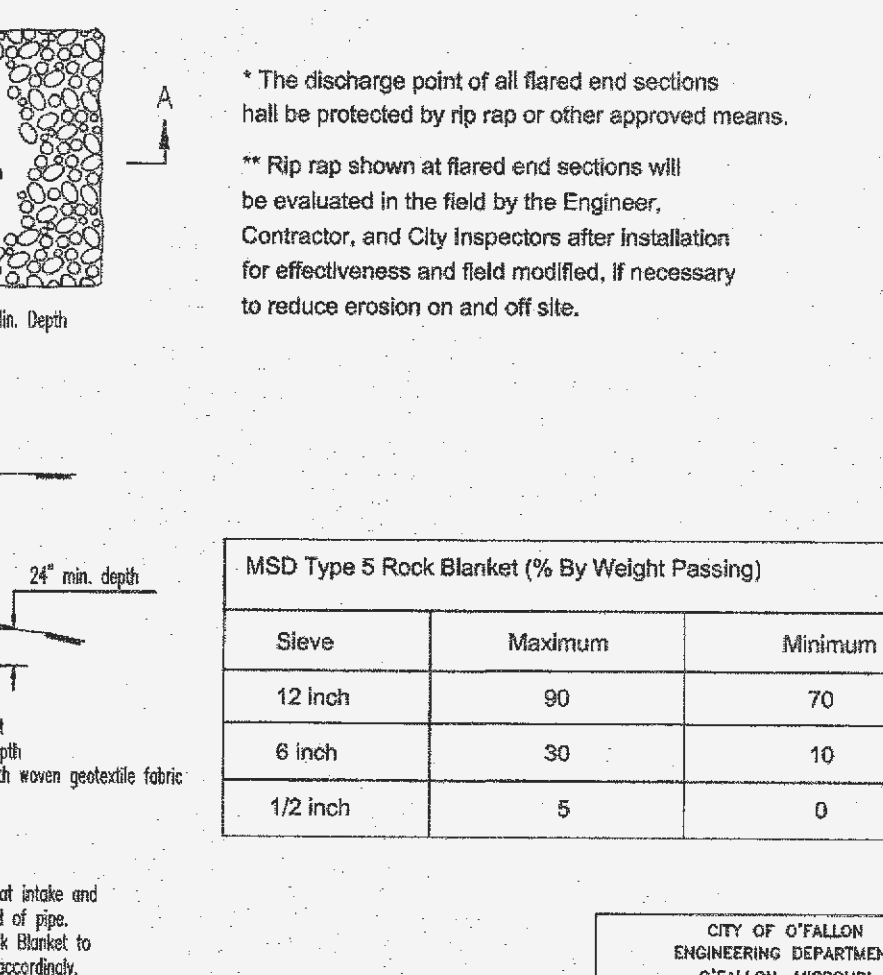 A
* The discharge point of all flared end sections
hall be protected by rip rap or other approved means.
** Rip rap shown at flared end sections will
be evaluated in the field by the Engineer,
Contractor, and City Inspectors after installation
for effectiveness and field modified, if necessary
to reduce erosion on and off site.
in. Depth
24" min. depth
pth
h woven geotextile fabric
MSD Type 5 Rock Blanket (% By Weight Passing)
Sieve Maximum Minimum
12 inch 90 70
6 inch 30 10
1/2 inch 5 0
at intake and
d of pipe.
k Blanket to
accordingly.
CITY OF O'FALLON
ENGINEERING DEPARTMEN
O'FALLON, MISSOURI